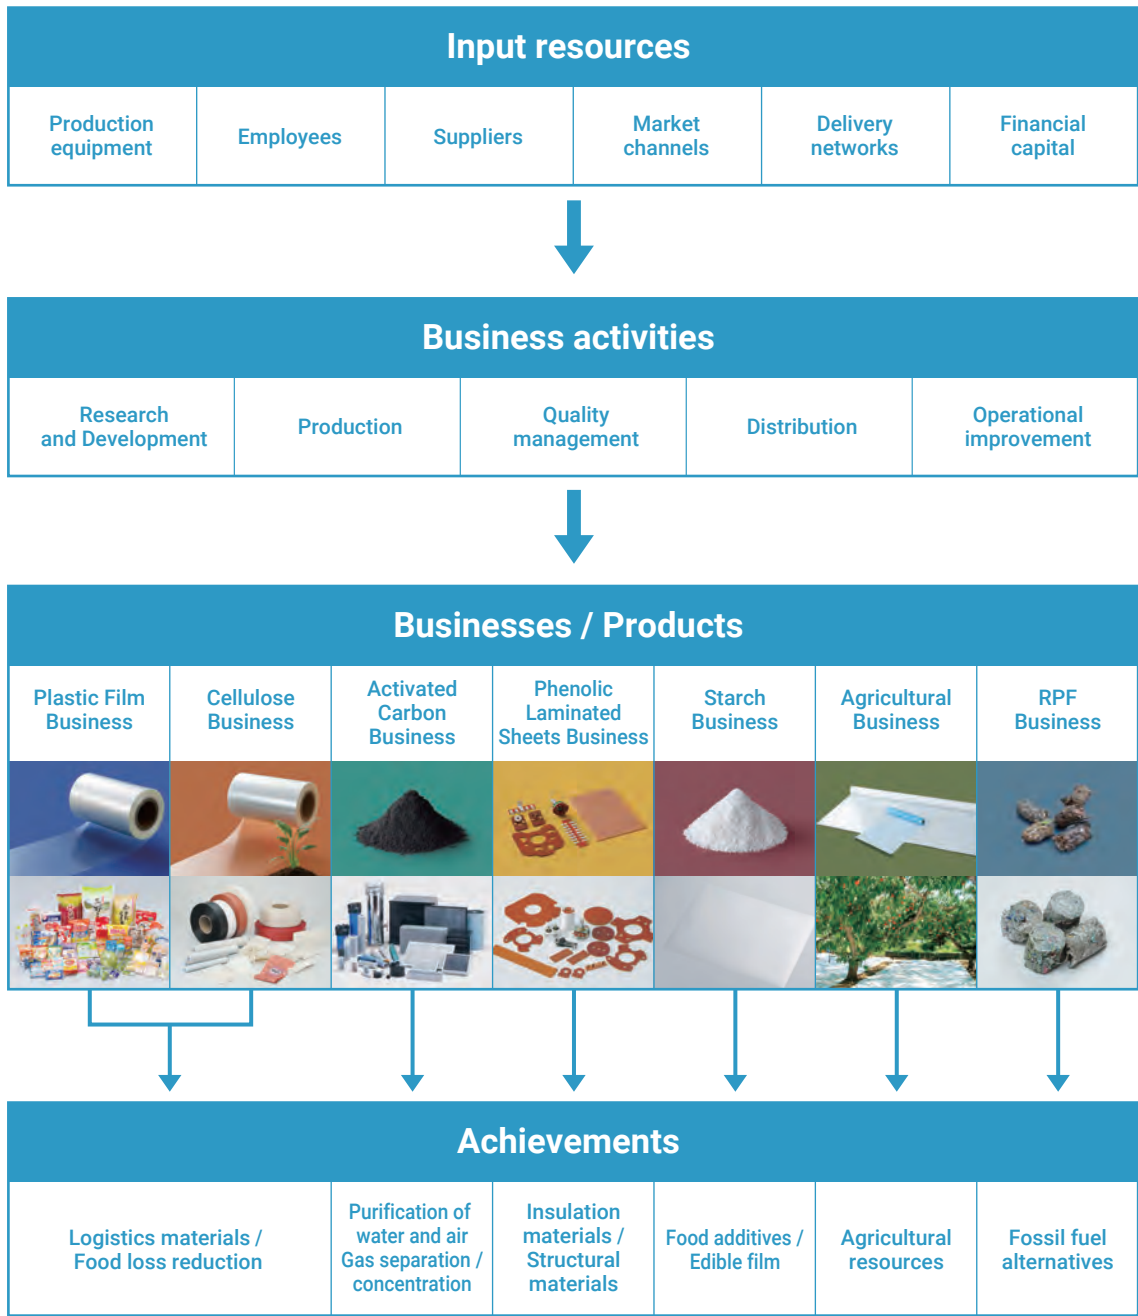 Input resources
Production
equipment
Employees
Suppliers
Market
channels
Delivery
networks
Financial
capital
Business activities
Research
and Development
Production
Quality
management
Distribution
Operational
improvement
Businesses / Products
Plastic Film
Business
Cellulose
Business
Activated
Carbon
Business
Phenolic
Laminated
Sheets Business
Starch
Business
Agricultural
Business
RPF
Business
Achievements
Logistics materials /
Food loss reduction
Purification of
water and air
Gas separation /
concentration
Insulation
materials /
Structural
materials
Food additives /
Edible film
Agricultural
resources
Fossil fuel
alternatives